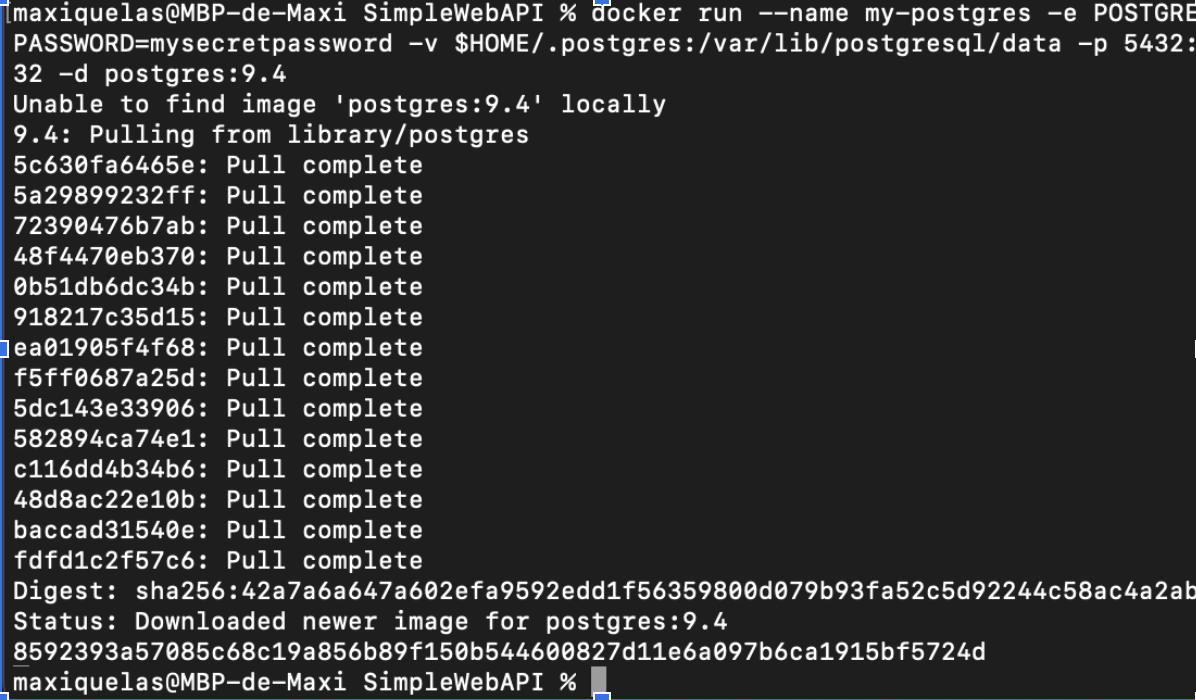 [maxiquelas@MBP-de-Maxi SimpleWebAPI % docker run --name my-postgres -e POSTGRE
PASSWORD=mysecretpassword -v $HOME/.postgres:/var/lib/postgresql/data -p 5432:
32 -d postgres:9.4
Unable to find image 'postgres:9.4' locally
9.4: Pulling from library/postgres
5c630fa6465e: Pull complete
5a29899232ff: Pull complete
72390476b7ab: Pull complete
48f4470eb370: Pull complete
0b51db6dc34b: Pull complete
918217c35d15: Pull complete
ea01905f4f68: Pull complete
f5ff0687a25d: Pull complete
5dc143e33906: Pull complete
582894ca74e1: Pull complete
c116dd4b34b6: Pull complete
48d8ac22e10b: Pull complete
baccad31540e: Pull complete
fdfd1c2f57c6: Pull complete
Digest: sha256:42a7a6a647a602efa9592edd1f56359800d079b93fa52c5d92244c58ac4a2ab
Status: Downloaded newer image for postgres:9.4
8592393a57085c68c19a856b89f150b544600827d11e6a097b6ca1915bf5724d
maxiquelas@MBP-de-Maxi SimpleWebAPI %